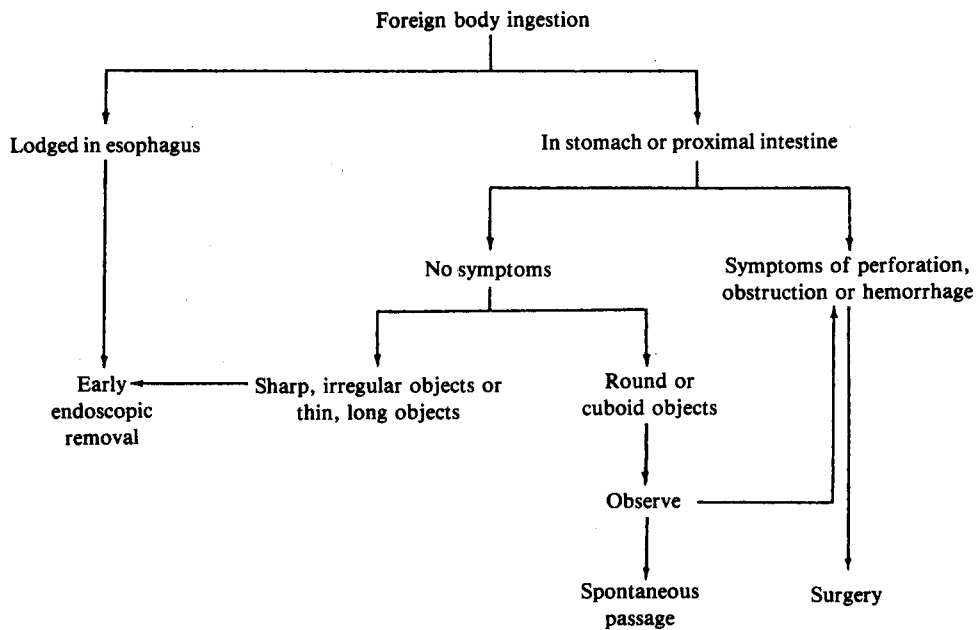 Foreign body ingestion
Lodged in esophagus
In stomach or proximal intestine
No symptoms
Symptoms of perforation,
obstruction or hemorrhage
Early
endoscopic
removal
Sharp, irregular objects or
thin, long objects
Round or
cuboid objects
Observe
Spontaneous
passage
Surgery